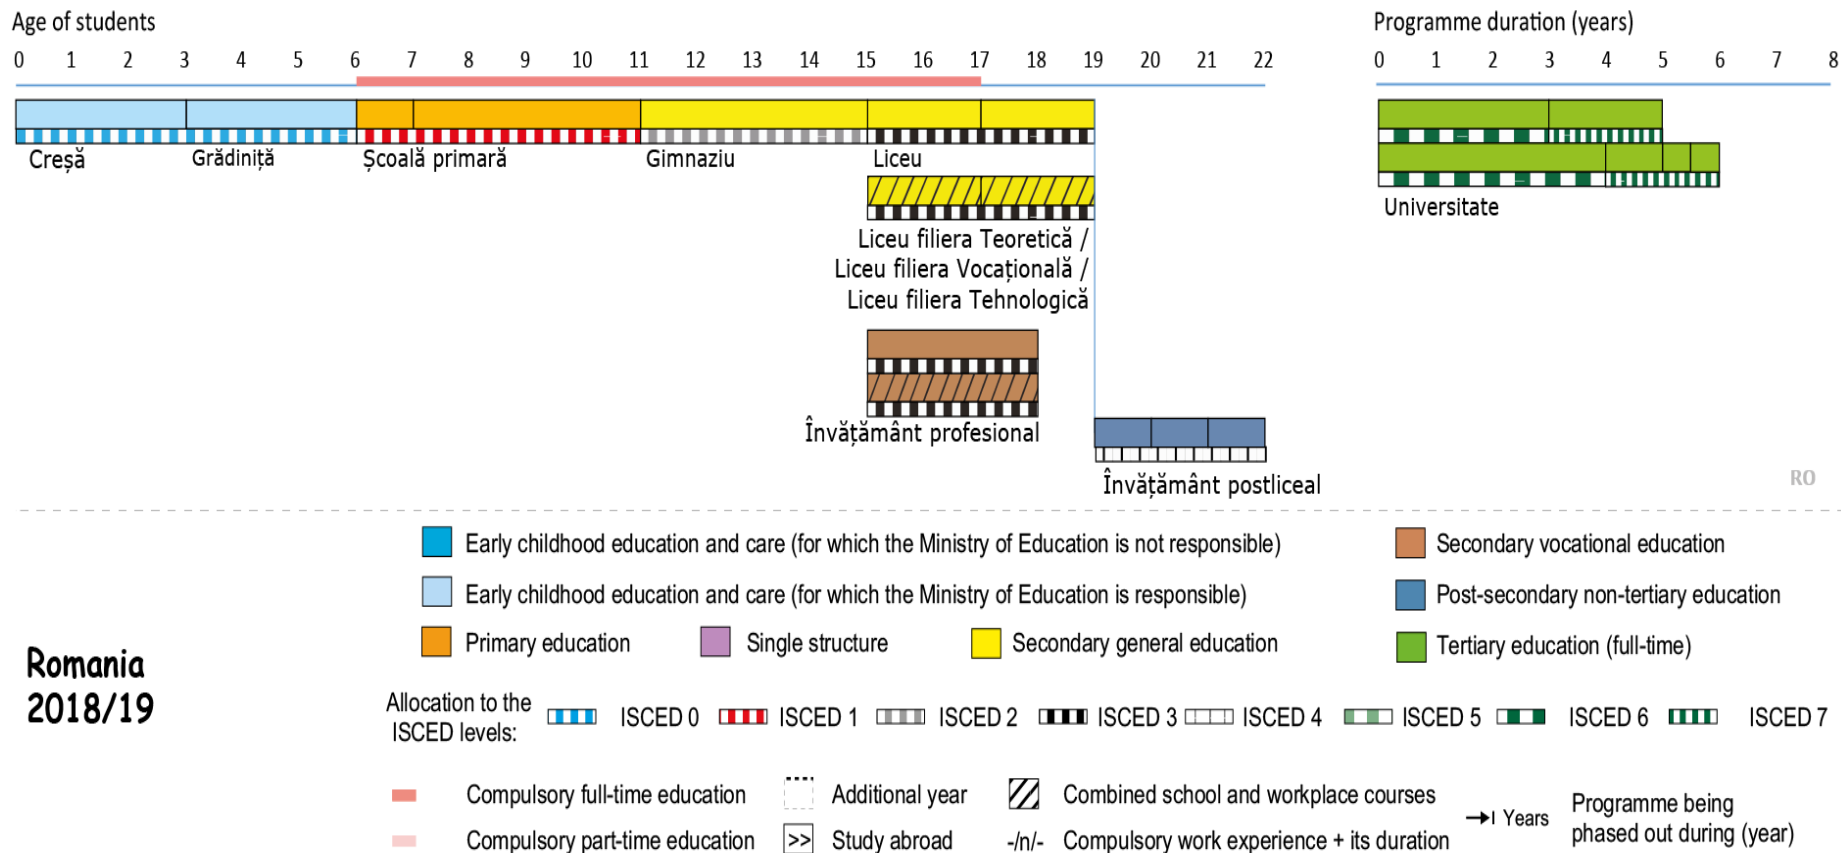 Age of students
Programme duration (years)
0 1 2 3 4 5 6 7 8 9 10 11 12 13 14 15 16 17 18 19 20 21 22
0 1 2 3 4 5 6 7 8
Creșă
Grădiniță
Școală primară
Gimnaziu
Liceu
Liceu filiera Teoretică /
Liceu filiera Vocațională /
Liceu filiera Tehnologică
Învățământ profesional
Învățământ postliceal
Universitate
RO
Early childhood education and care (for which the Ministry of Education is not responsible)
Secondary vocational education
Early childhood education and care (for which the Ministry of Education is responsible)
Post-secondary non-tertiary education
Primary education
Single structure
Secondary general education
Tertiary education (full-time)
Romania
2018/19
Allocation to the
ISCED levels:
ISCED 0
ISCED 1
ISCED 2
ISCED 3
ISCED 4
ISCED 5
ISCED 6
ISCED 7
Compulsory full-time education
Additional year
Combined school and workplace courses
Compulsory part-time education
>> Study abroad
-/n/- Compulsory work experience + its duration
Years
Programme being
phased out during (year)